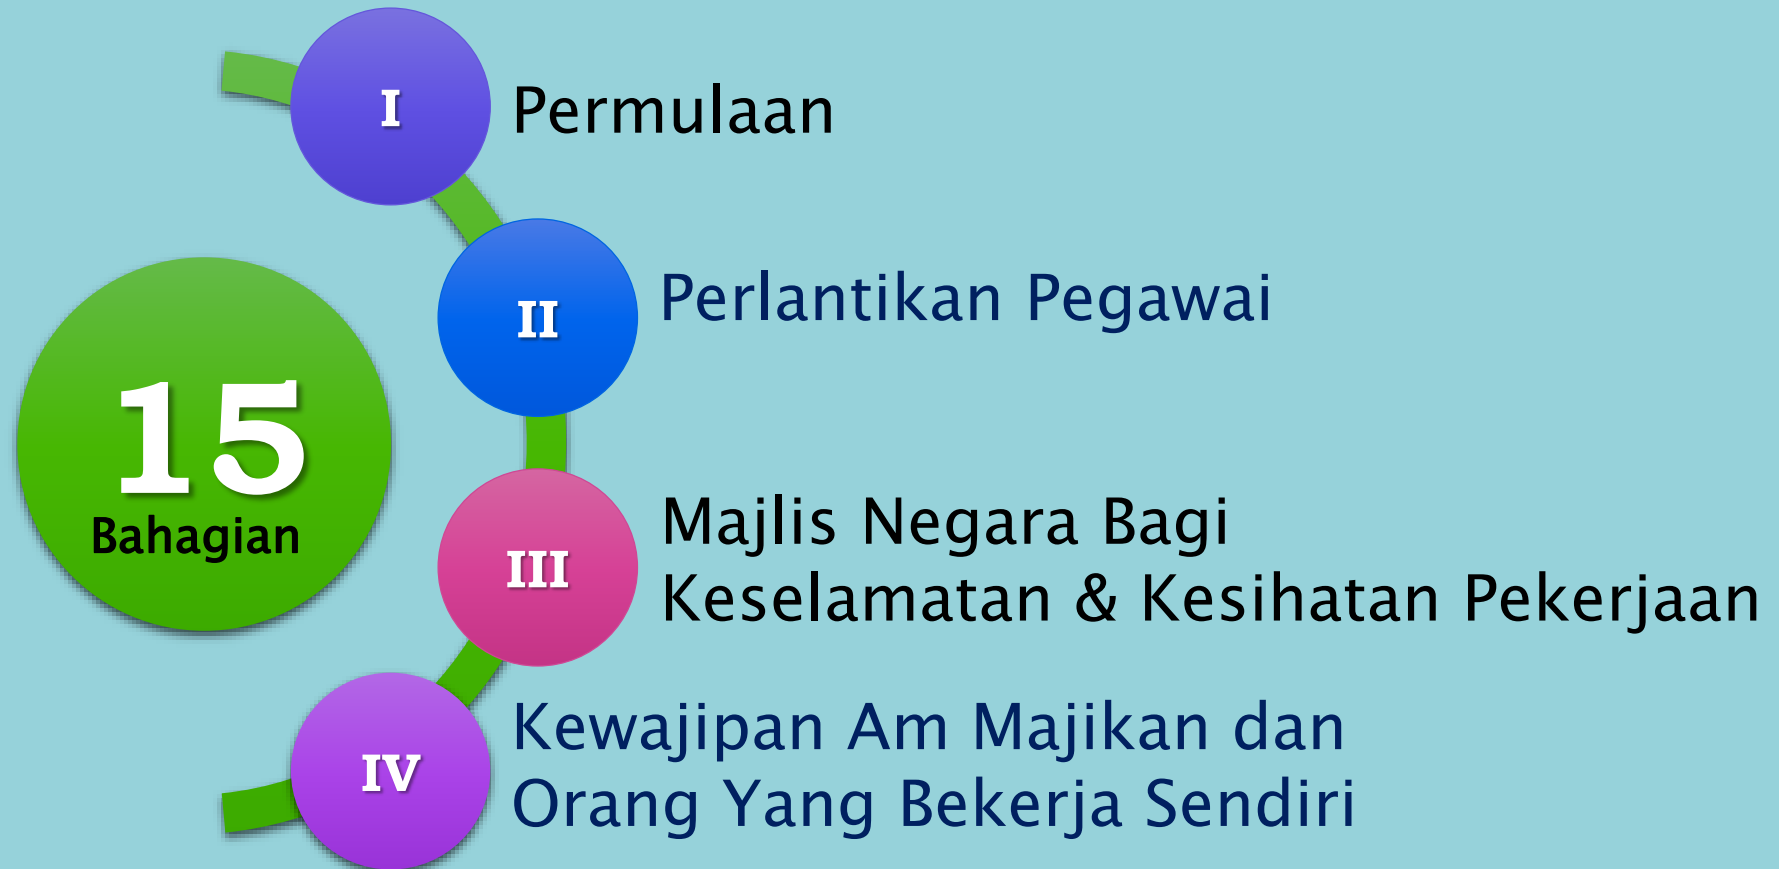 I
Permulaan
II
Perlantikan Pegawai
15
Bahagian
III
Majlis Negara Bagi
Keselamatan & Kesihatan Pekerjaan
IV
Kewajipan Am Majikan dan
Orang Yang Bekerja Sendiri